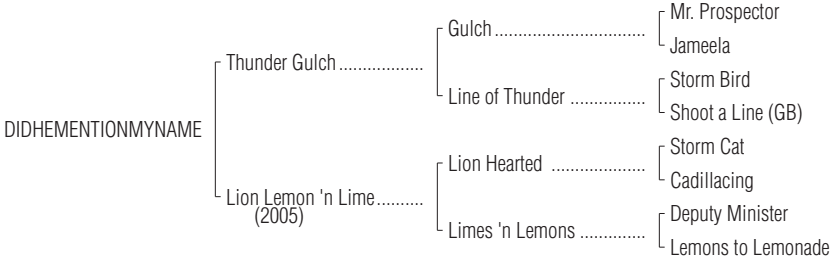 Mr. Prospector
Gulch ...............................
Jameela
Thunder Gulch ..................
Storm Bird
Line of Thunder ................
Shoot a Line (GB)
DIDHEMENTIONMYNAME
Storm Cat
Lion Hearted ....................
Cadillacing
Lion Lemon 'n Lime..........
(2005)
Deputy Minister
Limes 'n Lemons ..............
Lemons to Lemonade